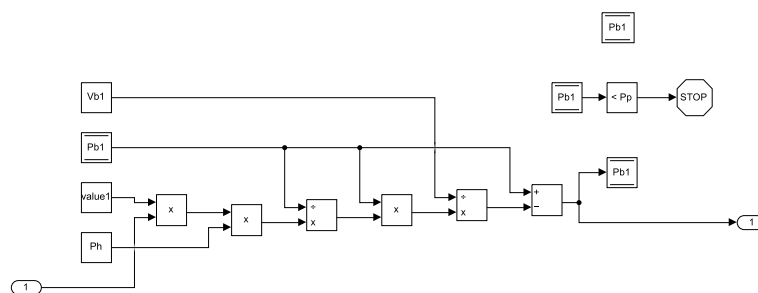 Pb1
Vb1
Pb1
< Pp
STOP
Pb1
+
−
Pb1
value1
x
x
÷
x
x
÷
x
Ph
1
1